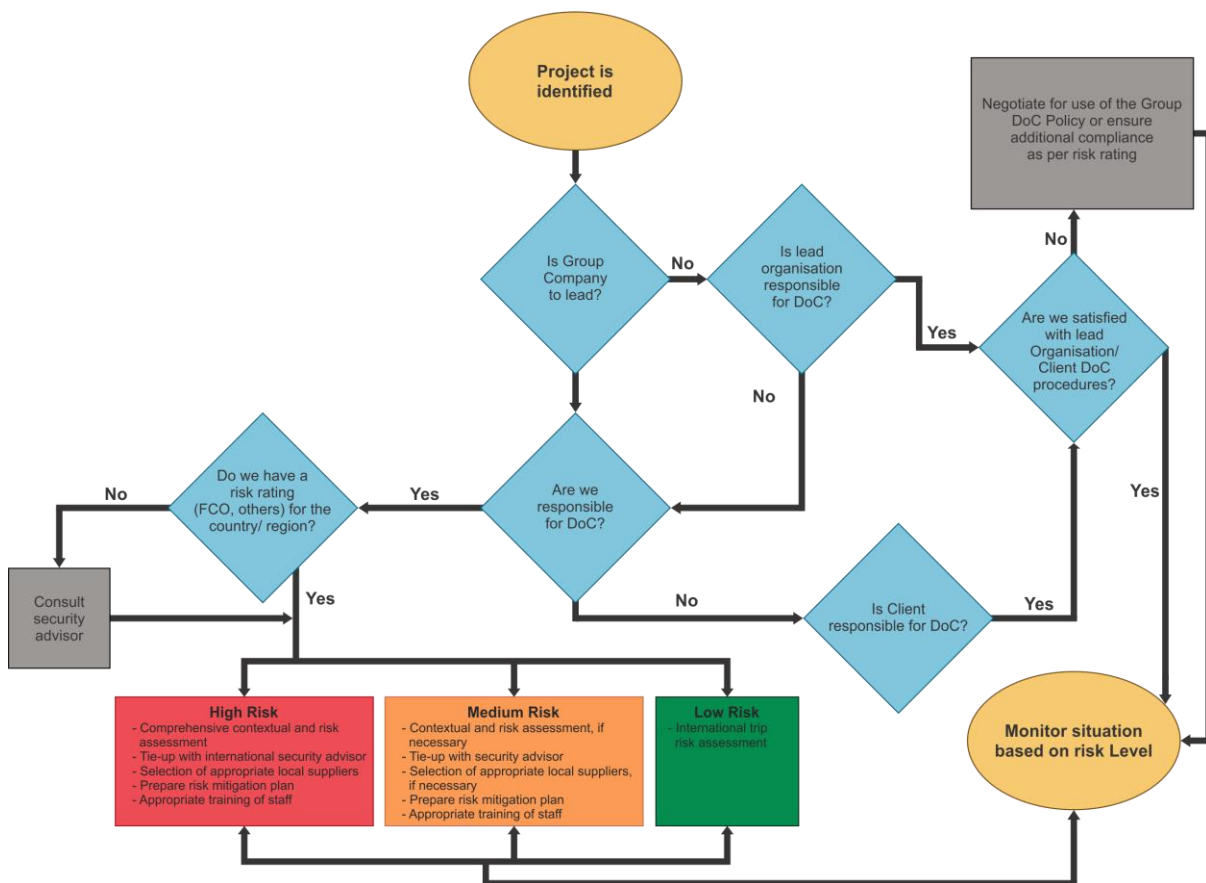 Project is
identified
Negotiate for use of the Group
DoC Policy or ensure
additional compliance
as per risk rating
Is Group
Company
to lead?
No
Is lead
organisation
responsible
for DoC?
Yes
No
Are we satisfied
with lead
Organisation/
Client DoC
procedures?
No
Yes
Do we have a
risk rating
(FCO, others) for the
country/ region?
No
Yes
Are we
responsible
for DoC?
Yes
No
Consult
security
advisor
Is Client
responsible for DoC?
Yes
High Risk
- Comprehensive contextual and risk
assessment
- Tie-up with international security advisor
- Selection of appropriate local suppliers
- Prepare risk mitigation plan
- Appropriate training of staff
Medium Risk
- Contextual and risk assessment, if
necessary
- Tie-up with security advisor
- Selection of appropriate local suppliers,
if necessary
- Prepare risk mitigation plan
- Appropriate training of staff
Low Risk
- International trip
risk assessment
Monitor situation
based on risk Level